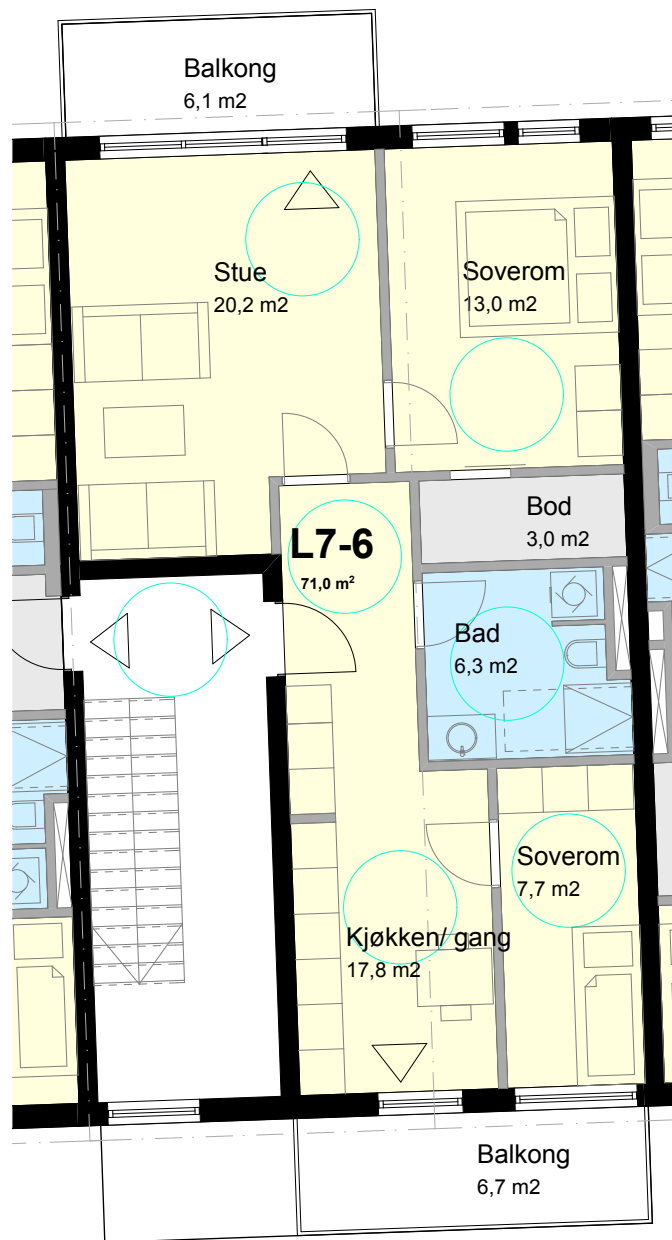 Balkong
6,1 m2
Stue
20,2 m2
Soverom
13,0 m2
Bod
3,0 m2
L7-6
71,0 m²
Bad
6,3 m2
Soverom
7,7 m2
Kjøkken/ gang
17,8 m2
Balkong
6,7 m2